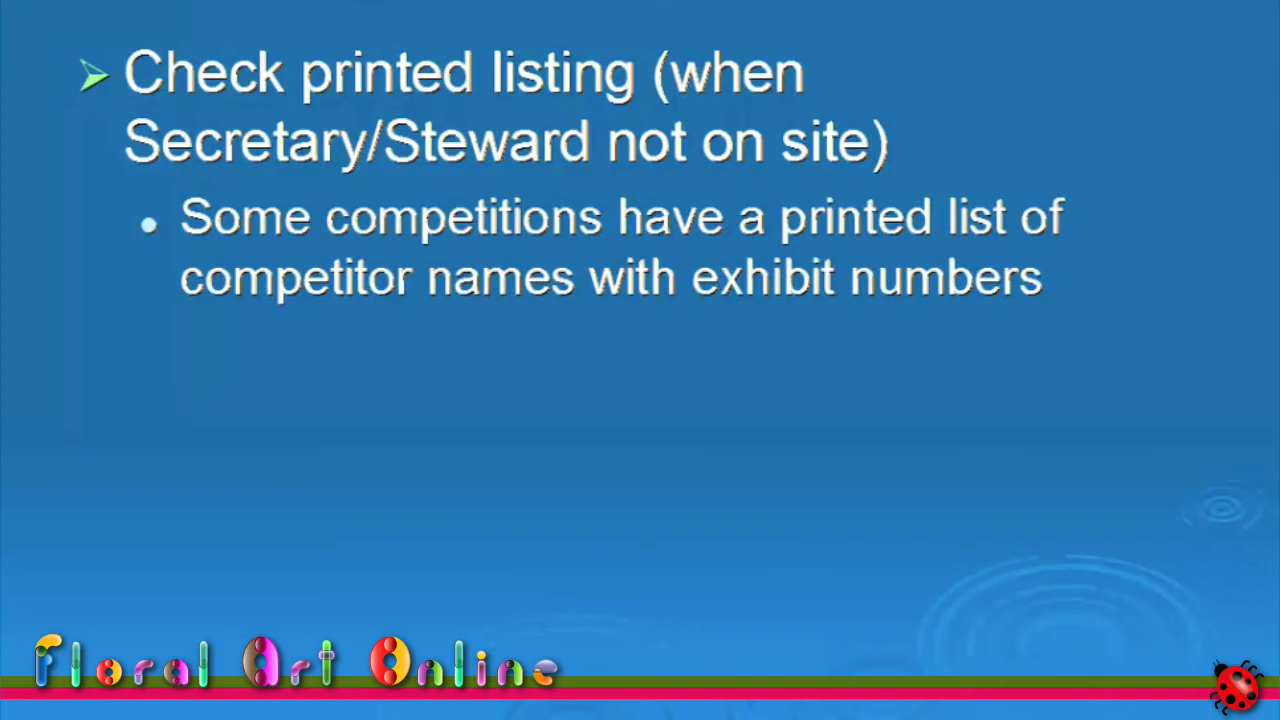 Check printed listing (when
Secretary/Steward not on site)
Some competitions have a printed list of
competitor names with exhibit numbers
Floral Art Online